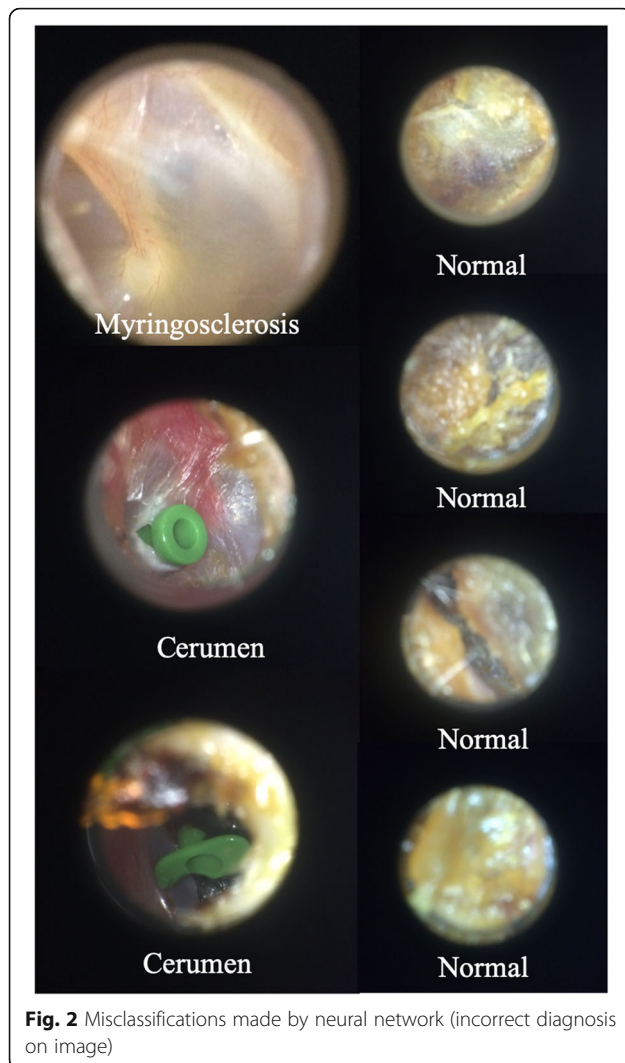 Myringosclerosis
Normal
Normal
Cerumen
Normal
Cerumen
Normal
Fig. 2 Misclassifications made by neural network (incorrect diagnosis
on image)